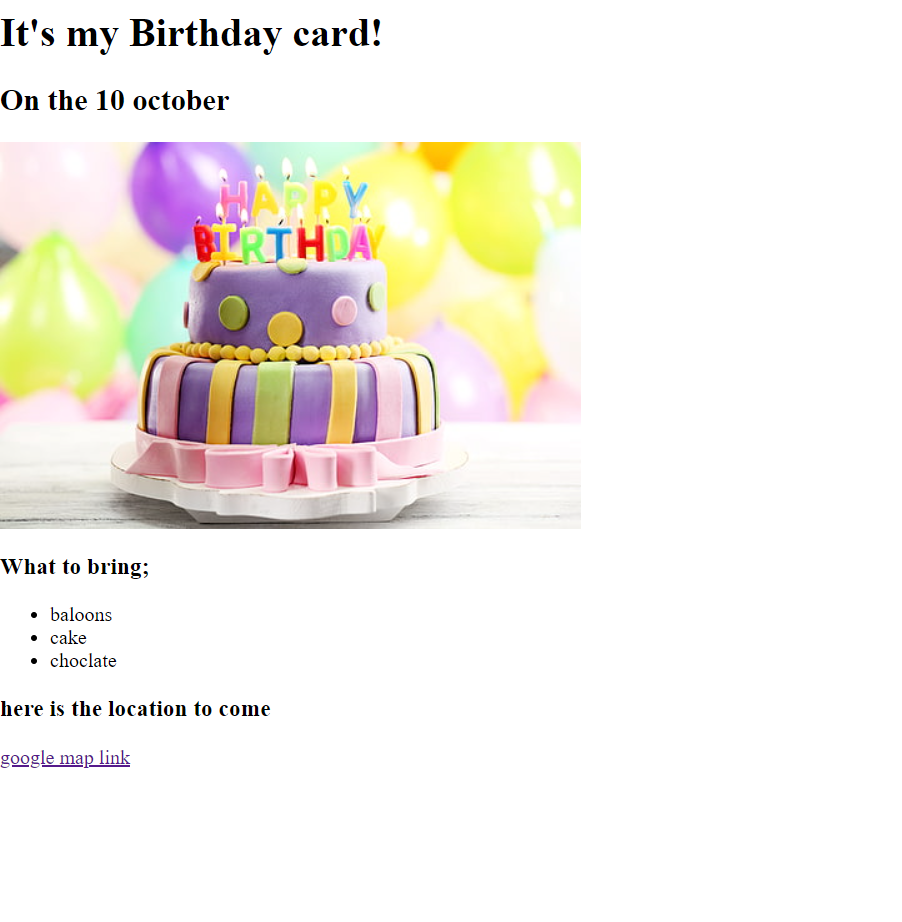 It's my Birthday card!
On the 10 october
HAPPY
BIRTHDAY
What to bring;
baloons
cake
choclate
here is the location to come
google map link